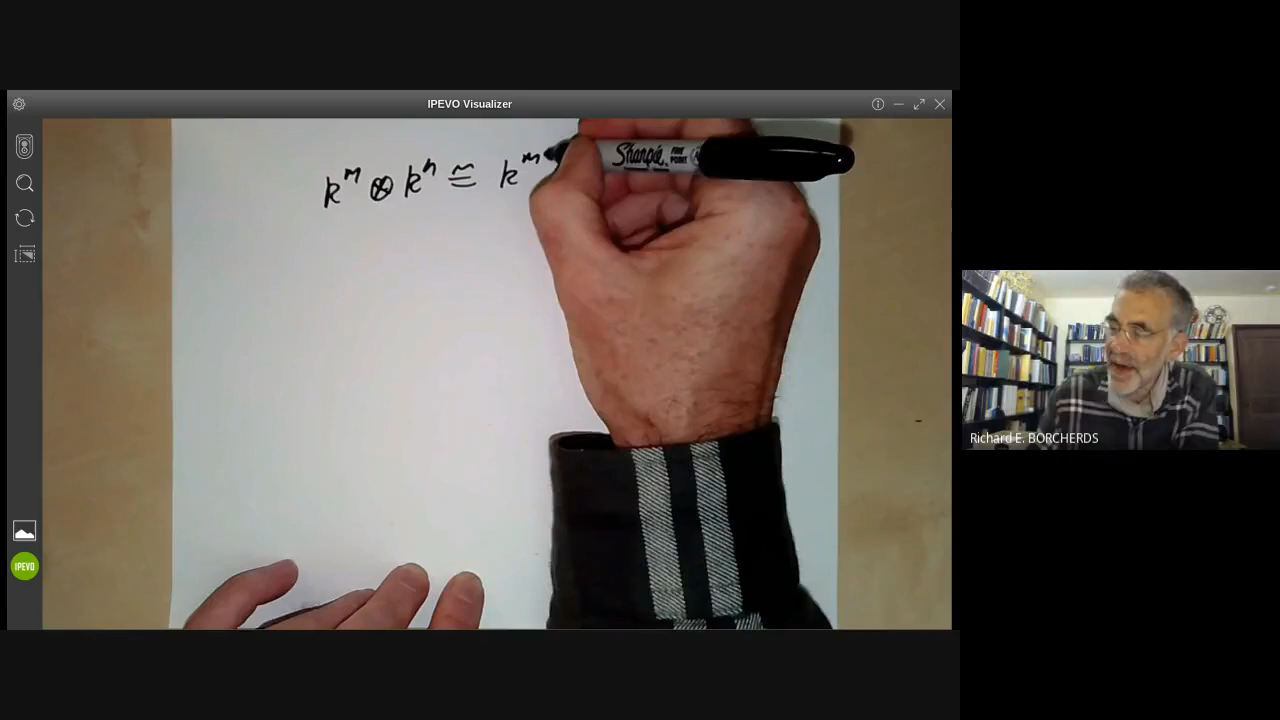 IPEVO Visualizer
k^m ⊗ k^n ≅ k^m
Sharpie
FINE POINT
Richard E. BORCHERDS
IPEVO